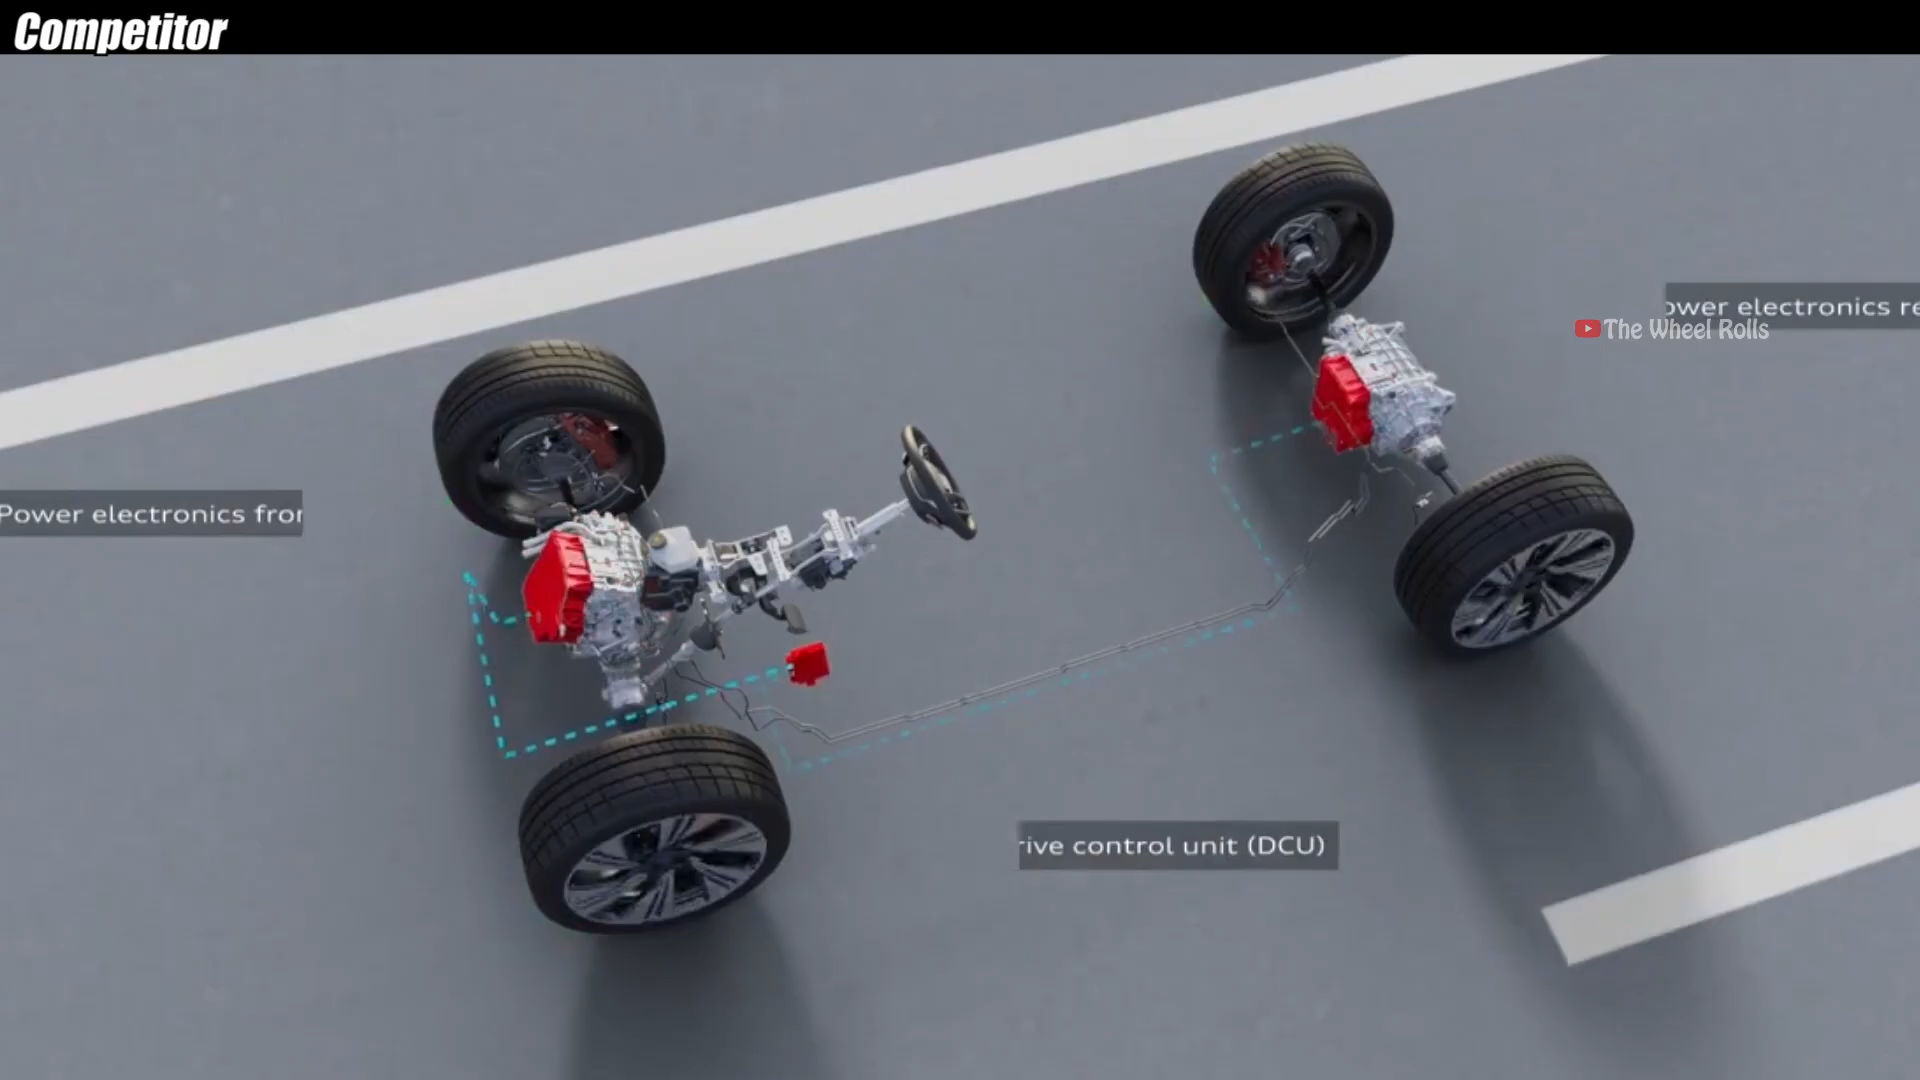 Competitor
ower electronics re
The Wheel Rolls
Power electronics fror
rive control unit (DCU)